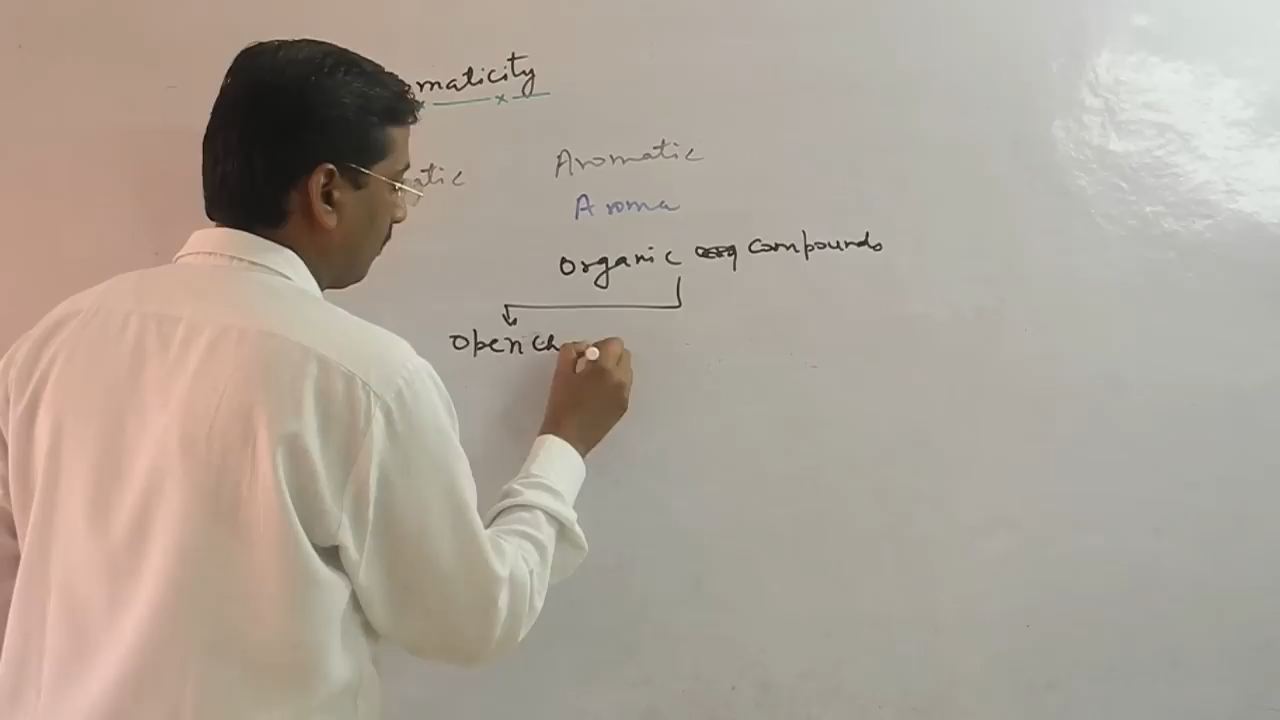 maticity
atic Aromatic
Aroma
Organic compounds
Open ch